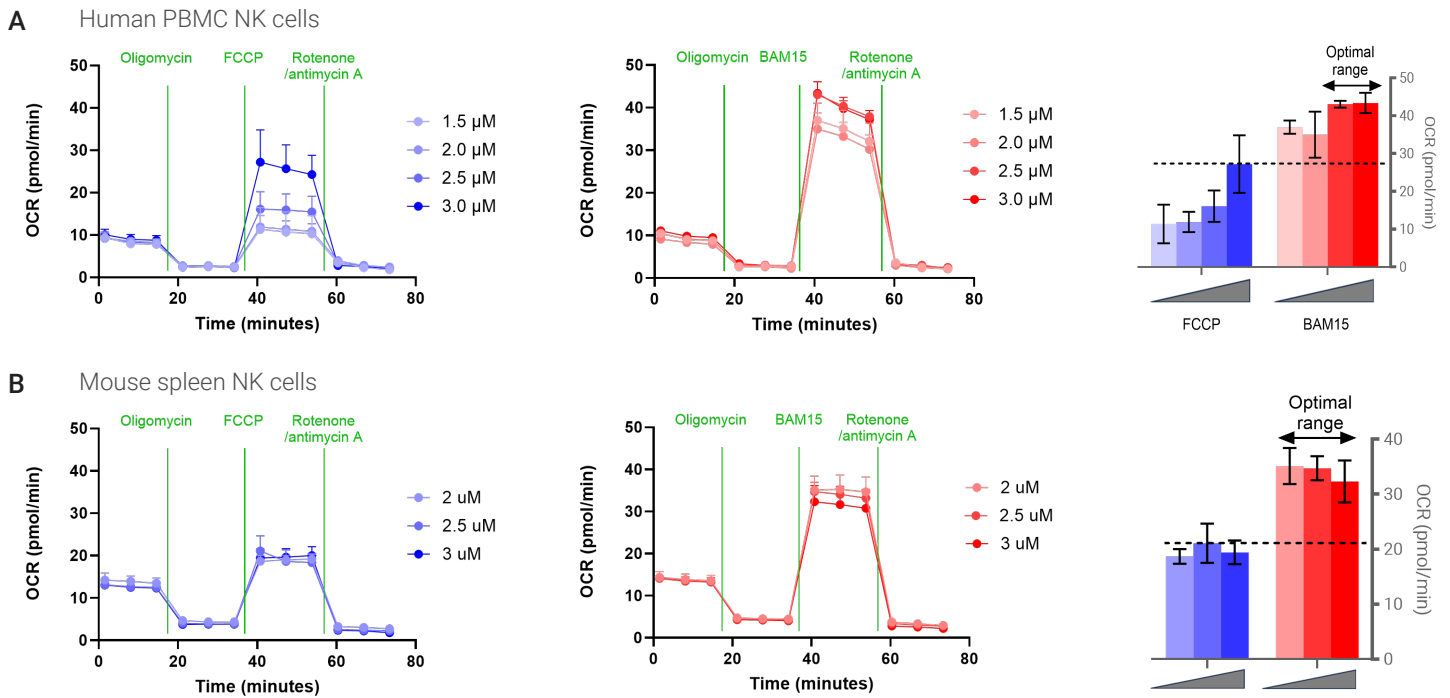 A
Human PBMC NK cells
Oligomycin
FCCP
Rotenone
/antimycin A
OCR (pmol/min)
50
40
30
20
10
0
0 20 40 60 80
Time (minutes)
1.5 µM
2.0 µM
2.5 µM
3.0 µM
Oligomycin
BAM15
Rotenone
/antimycin A
OCR (pmol/min)
50
40
30
20
10
0
0 20 40 60 80
Time (minutes)
1.5 µM
2.0 µM
2.5 µM
3.0 µM
Optimal
range
50
40
30
20
10
0
OCR (pmol/min)
FCCP
BAM15
B
Mouse spleen NK cells
Oligomycin
FCCP
Rotenone
/antimycin A
OCR (pmol/min)
50
40
30
20
10
0
0 20 40 60 80
Time (minutes)
2 uM
2.5 uM
3 uM
Oligomycin
BAM15
Rotenone
/antimycin A
OCR (pmol/min)
50
40
30
20
10
0
0 20 40 60 80
Time (minutes)
2 uM
2.5 uM
3 uM
Optimal
range
40
30
20
10
0
OCR (pmol/min)